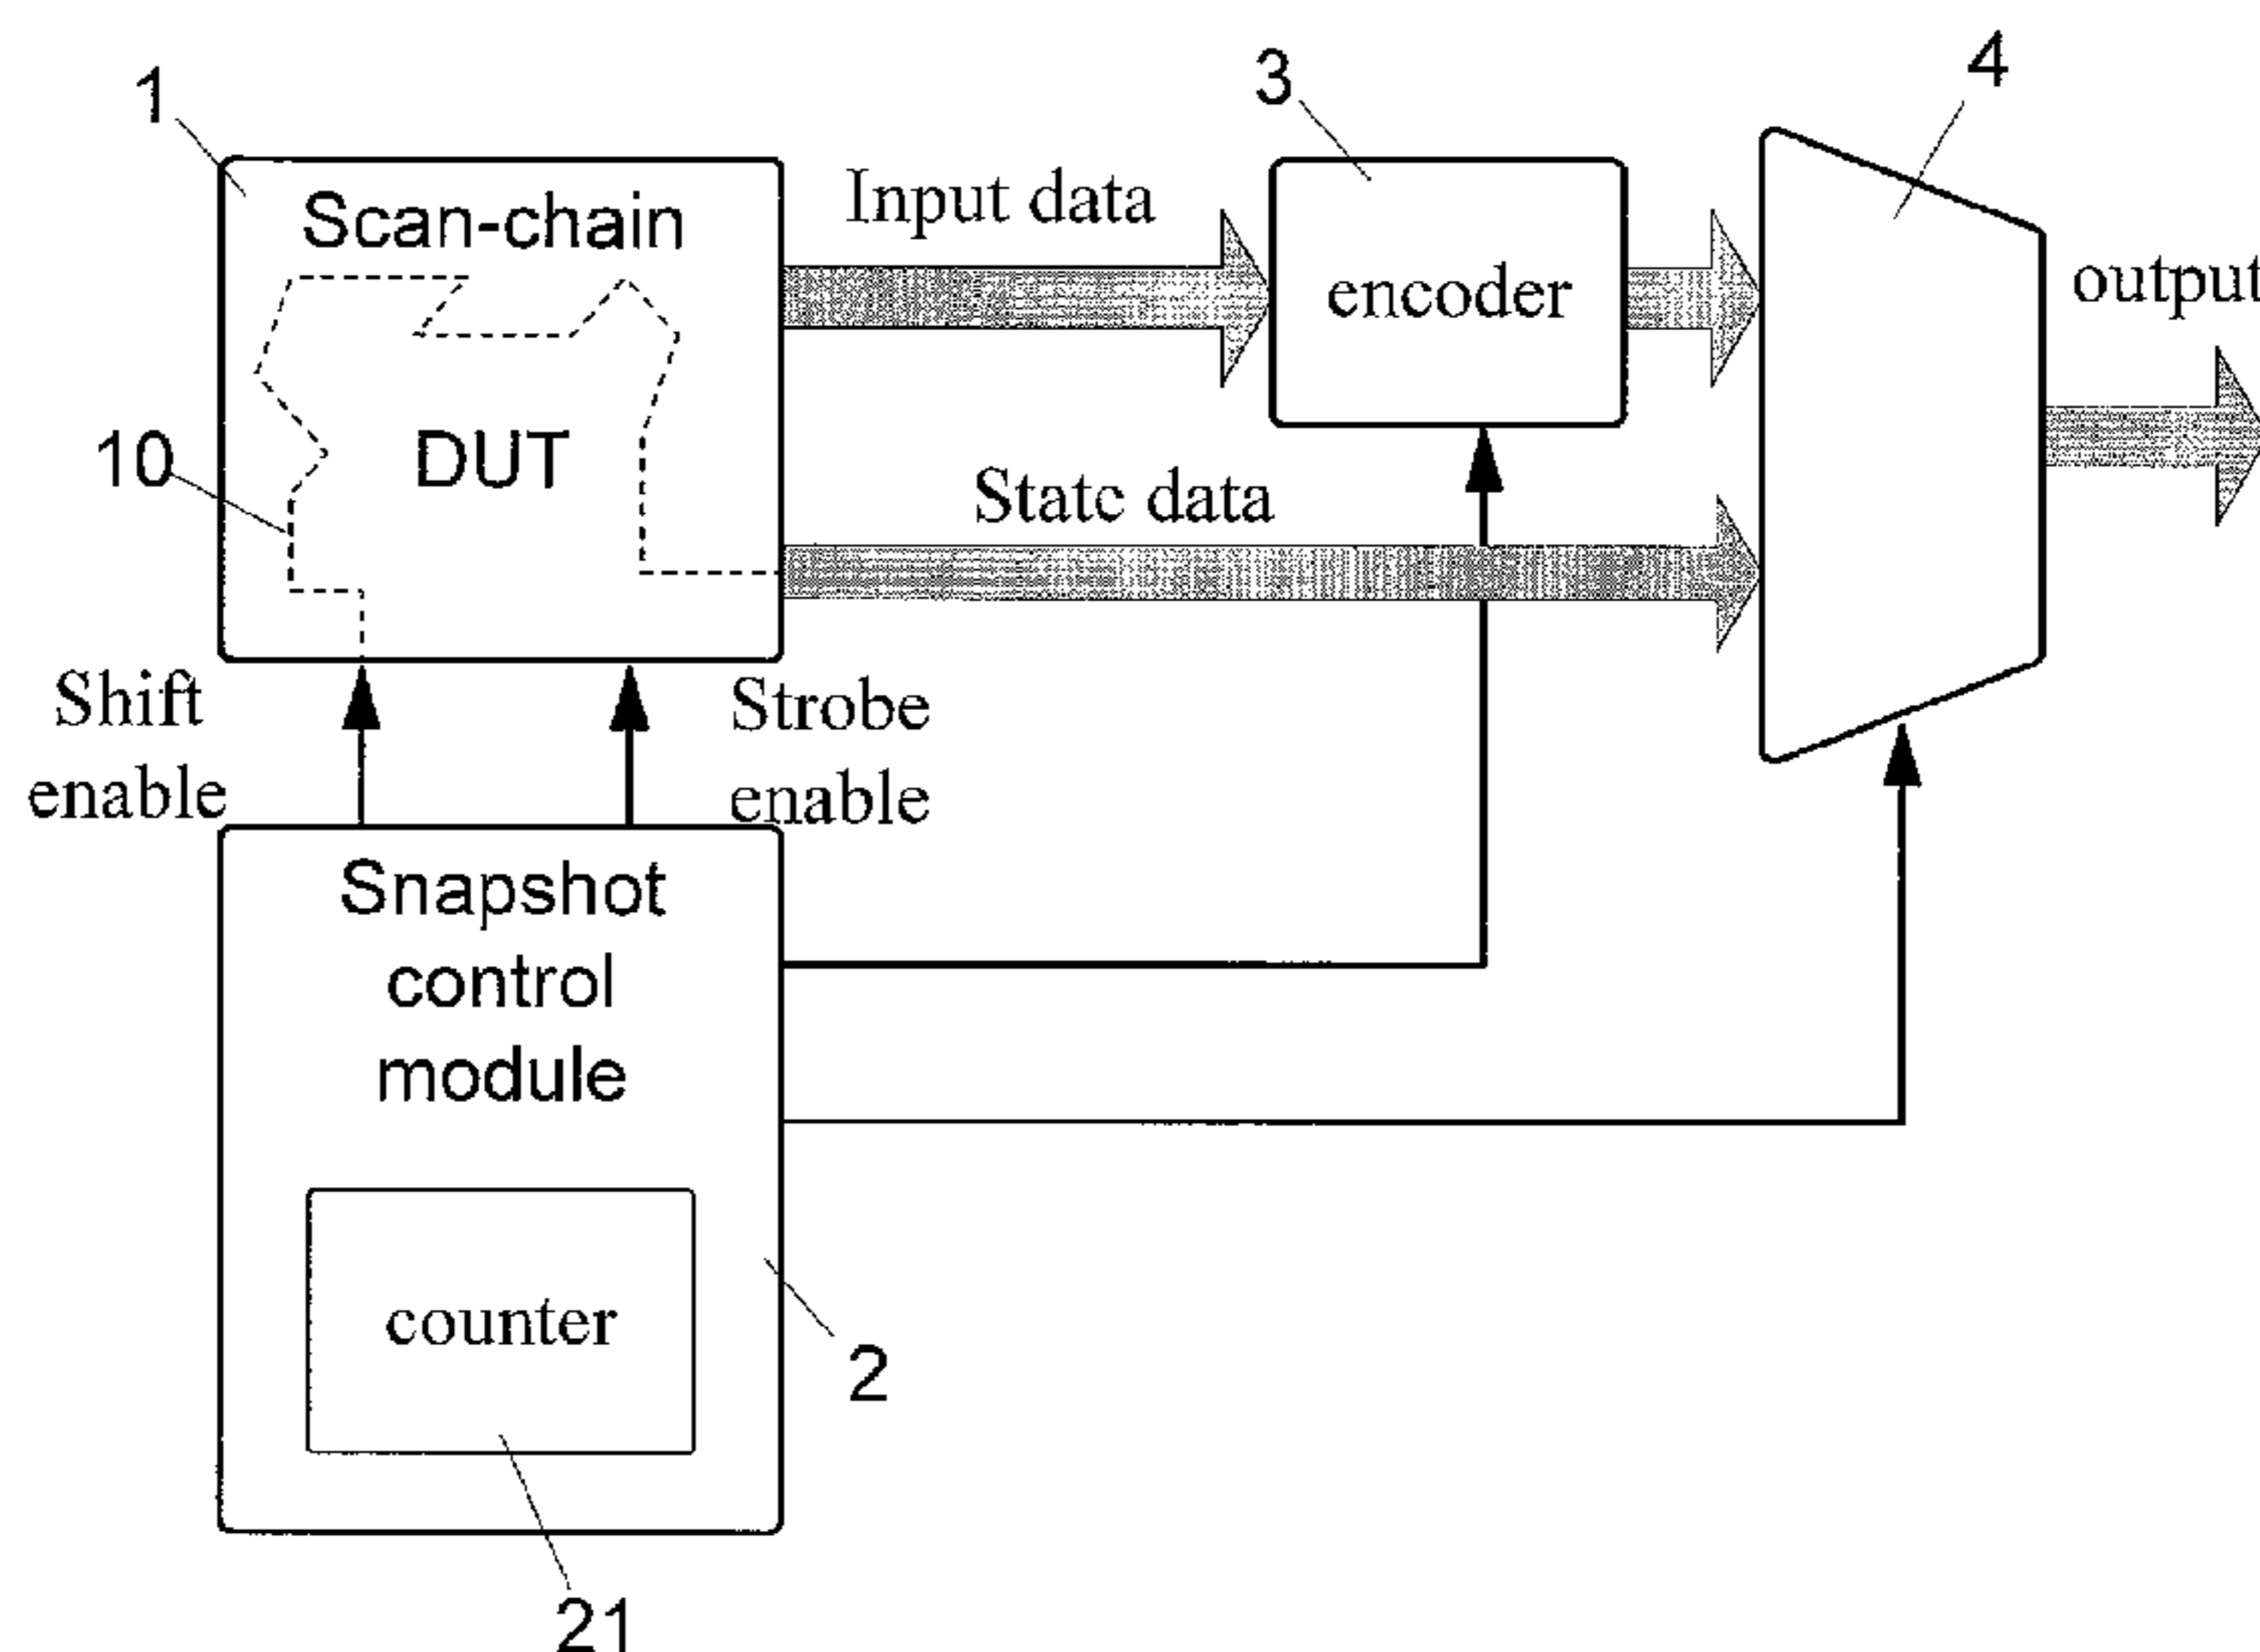 1
3
4
Scan-chain
Input data
encoder
output
10
DUT
State data
Shift
enable
Strobe
enable
Snapshot
control
module
counter
2
21